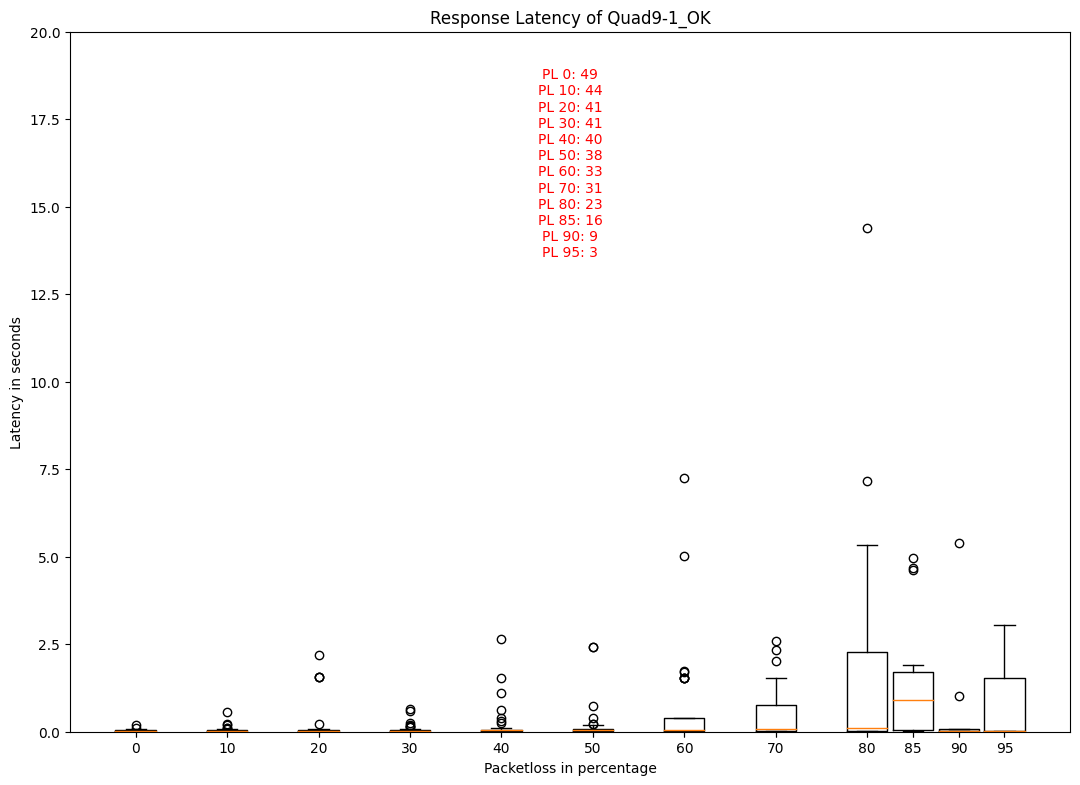 Response Latency of Quad9-1_OK
20.0
17.5
15.0
12.5
10.0
7.5
5.0
2.5
0.0
Latency in seconds
PL 0: 49
PL 10: 44
PL 20: 41
PL 30: 41
PL 40: 40
PL 50: 38
PL 60: 33
PL 70: 31
PL 80: 23
PL 85: 16
PL 90: 9
PL 95: 3
0 10 20 30 40 50 60 70 80 85 90 95
Packetloss in percentage